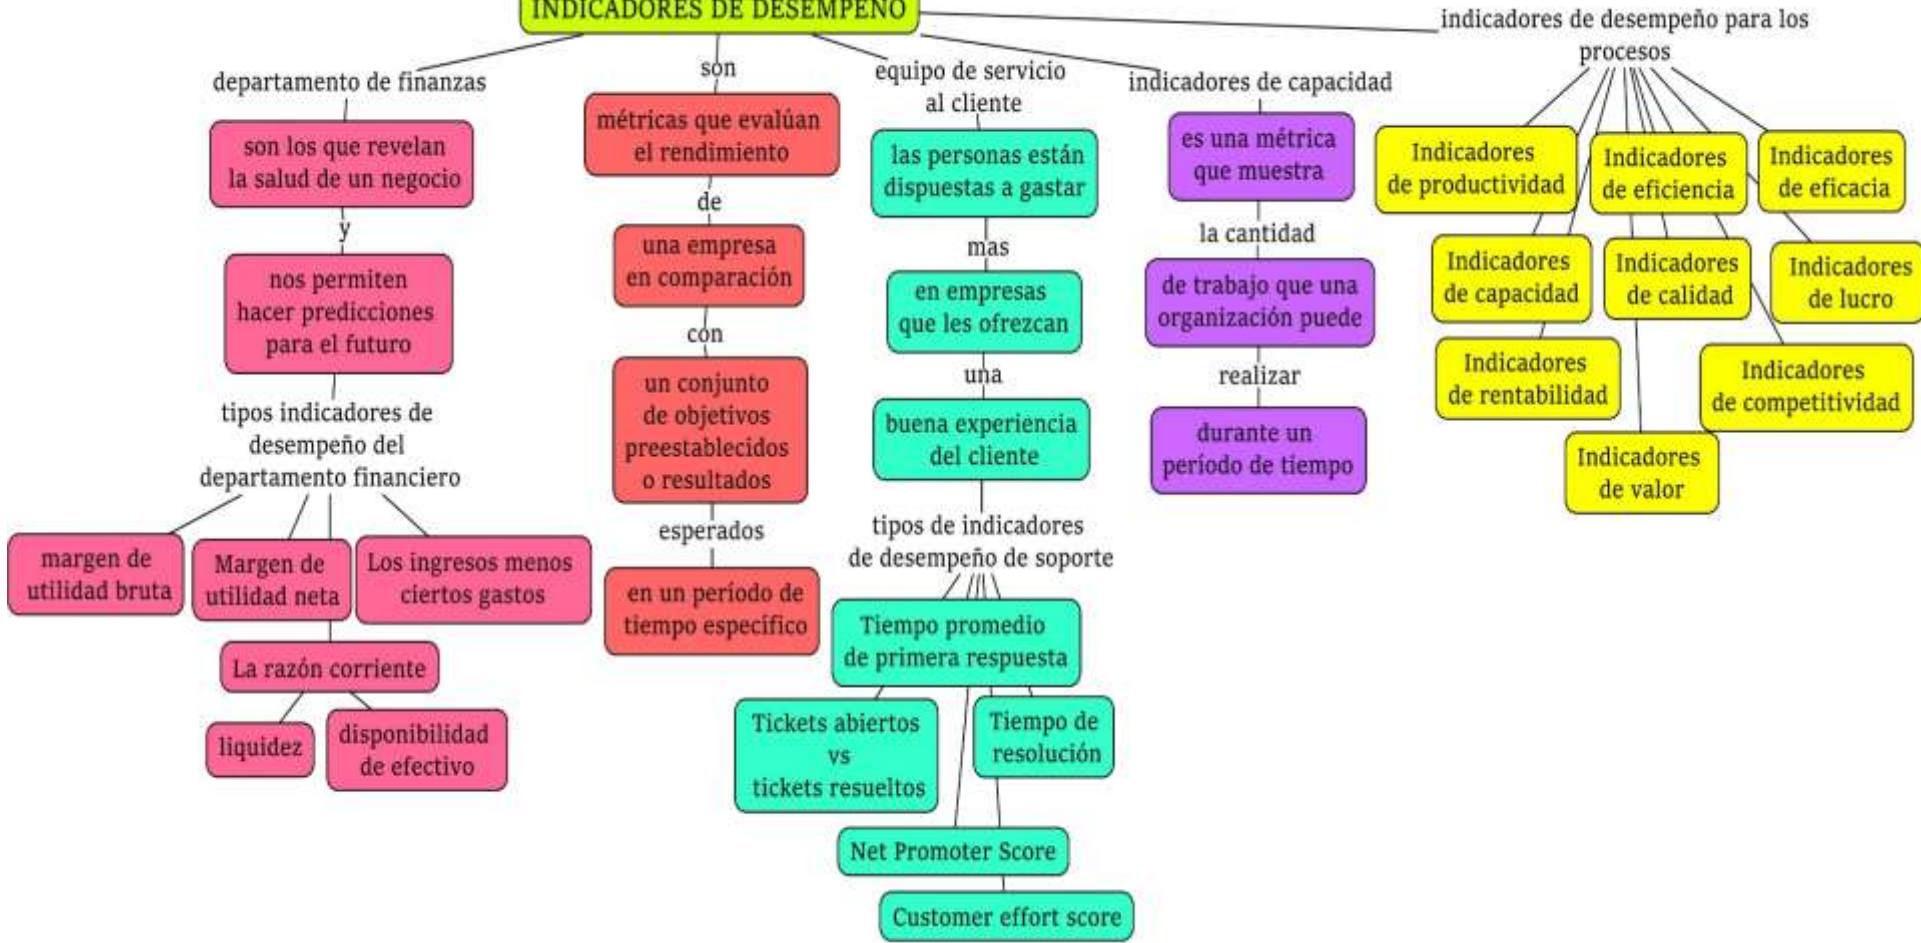 INDICADORES DE DESEMPEÑO
departamento de finanzas
son los que revelan
la salud de un negocio
y
nos permiten
hacer predicciones
para el futuro
tipos indicadores de
desempeño del
departamento financiero
margen de
utilidad bruta
Margen de
utilidad neta
Los ingresos menos
ciertos gastos
La razón corriente
liquidez
disponibilidad
de efectivo
son
métricas que evalúan
el rendimiento
de
una empresa
en comparación
con
un conjunto
de objetivos
preestablecidos
o resultados
esperados
en un período de
tiempo específico
equipo de servicio
al cliente
las personas están
dispuestas a gastar
mas
en empresas
que les ofrezcan
una
buena experiencia
del cliente
tipos de indicadores
de desempeño de soporte
Tiempo promedio
de primera respuesta
Tickets abiertos
vs
tickets resueltos
Tiempo de
resolución
Net Promoter Score
Customer effort score
indicadores de capacidad
es una métrica
que muestra
la cantidad
de trabajo que una
organización puede
realizar
durante un
período de tiempo
indicadores de desempeño para los
procesos
Indicadores
de productividad
Indicadores
de eficiencia
Indicadores
de eficacia
Indicadores
de capacidad
Indicadores
de calidad
Indicadores
de lucro
Indicadores
de rentabilidad
Indicadores
de competitividad
Indicadores
de valor